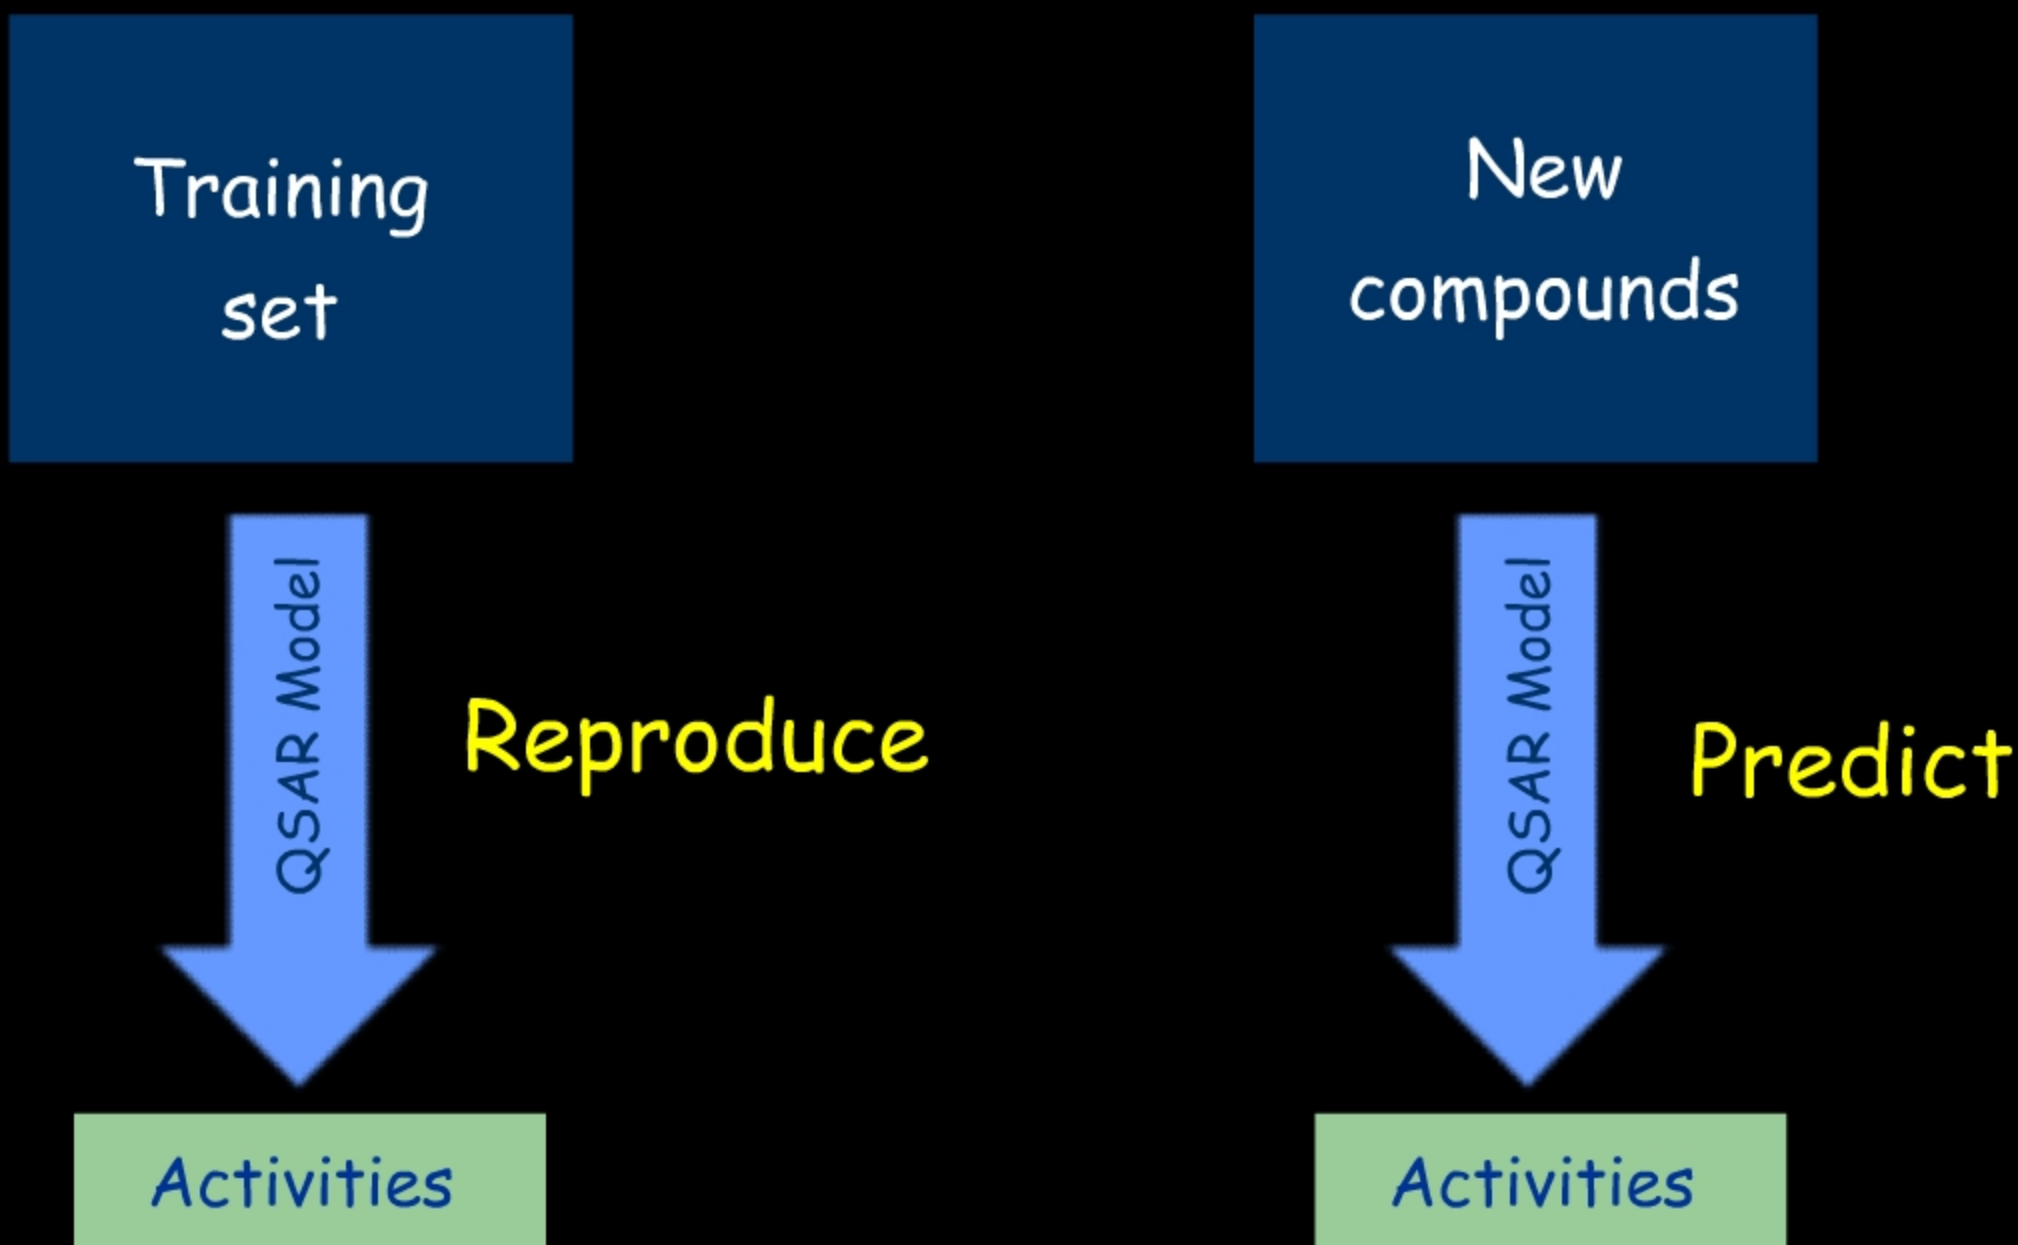 Training
set
QSAR Model
Reproduce
Activities
New
compounds
QSAR Model
Predict
Activities